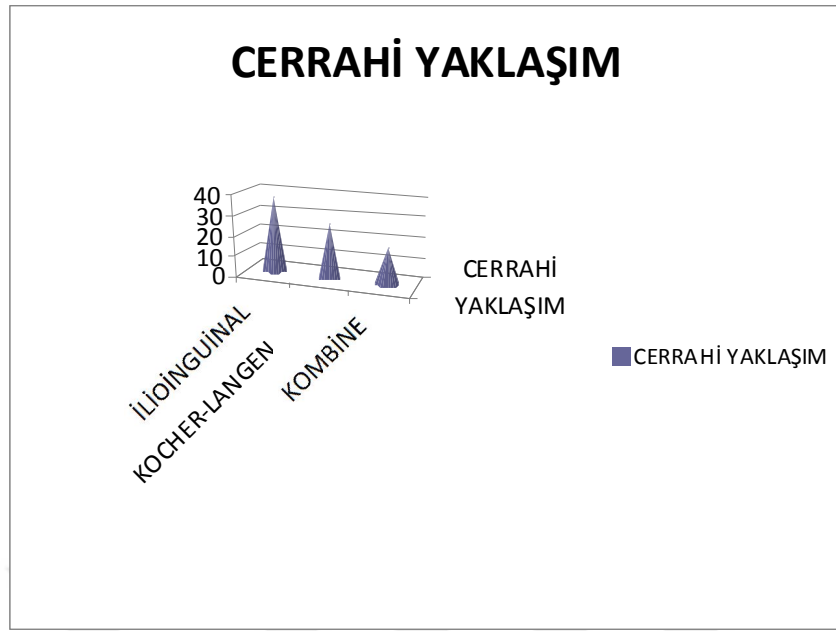 CERRAHİ YAKLAŞIM
40
30
20
10
0
İLİOİNGUİNAL
KOCHER-LANGEN
KOMBİNE
CERRAHİ
YAKLAŞIM
CERRAHİ YAKLAŞIM